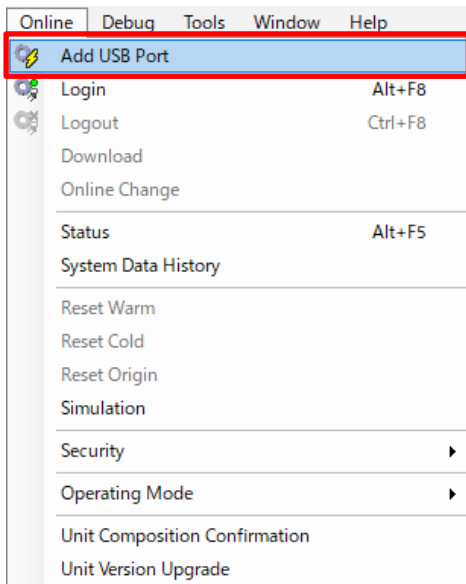 Online Debug Tools Window Help
Add USB Port
Login Alt+F8
Logout Ctrl+F8
Download
Online Change
Status Alt+F5
System Data History
Reset Warm
Reset Cold
Reset Origin
Simulation
Security
Operating Mode
Unit Composition Confirmation
Unit Version Upgrade